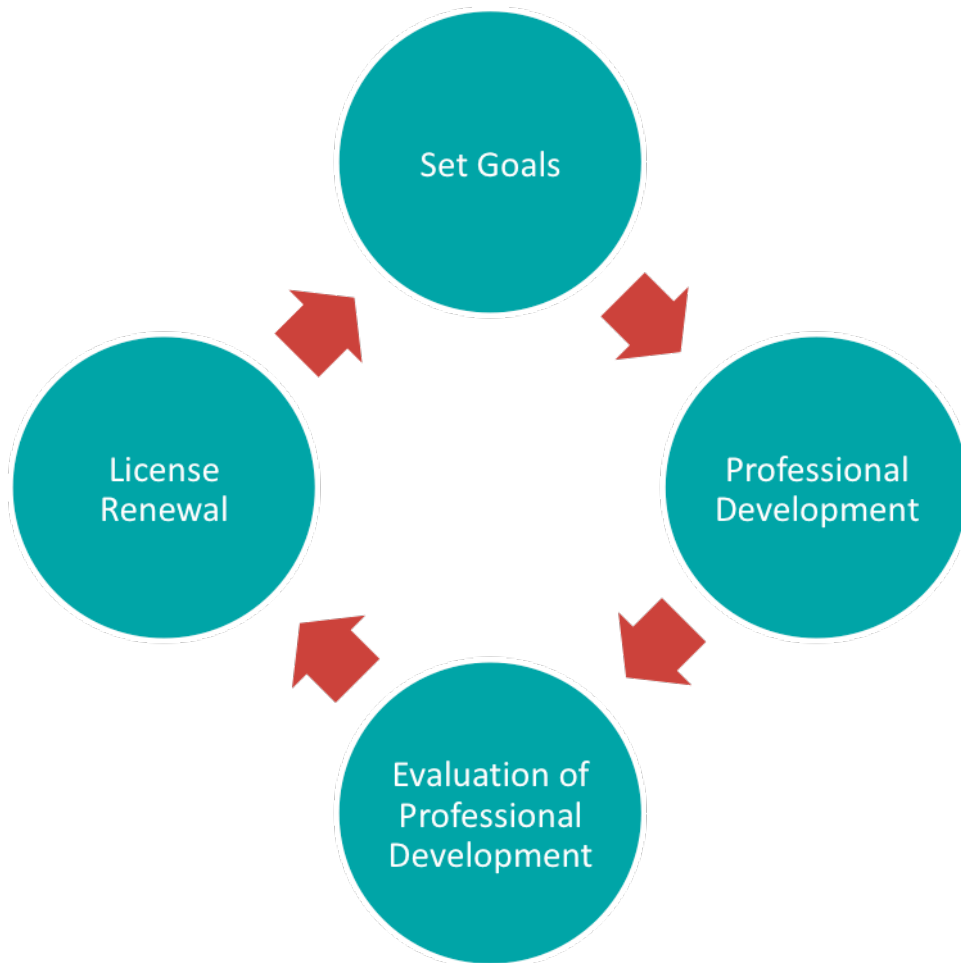 Set Goals
Professional
Development
Evaluation of
Professional
Development
License
Renewal